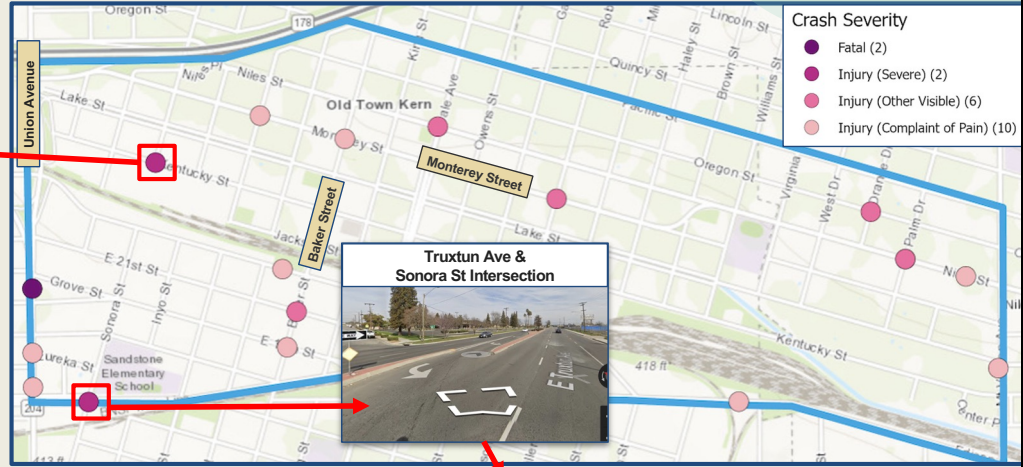 Oregon St
178
Lincoln St
Crash Severity
Fatal (2)
Injury (Severe) (2)
Injury (Other Visible) (6)
Injury (Complaint of Pain) (10)
Union Avenue
Niles Pl
Niles St
Quincy St
Haley St
Brown St
Williams St
Lake St
Old Town Kern
Owens St
Pacific St
Monterey St
Monterey Street
Kentucky St
Oregon St
Virginia
West Dr
Orange Dr
Palm Dr
Baker Street
Lake St
Truxtun Ave &
Sonora St Intersection
E 21st St
Grove St
Sonora St
Inyo St
Sandstone
Elementary
School
Kentucky St
418 ft
204
413 ft